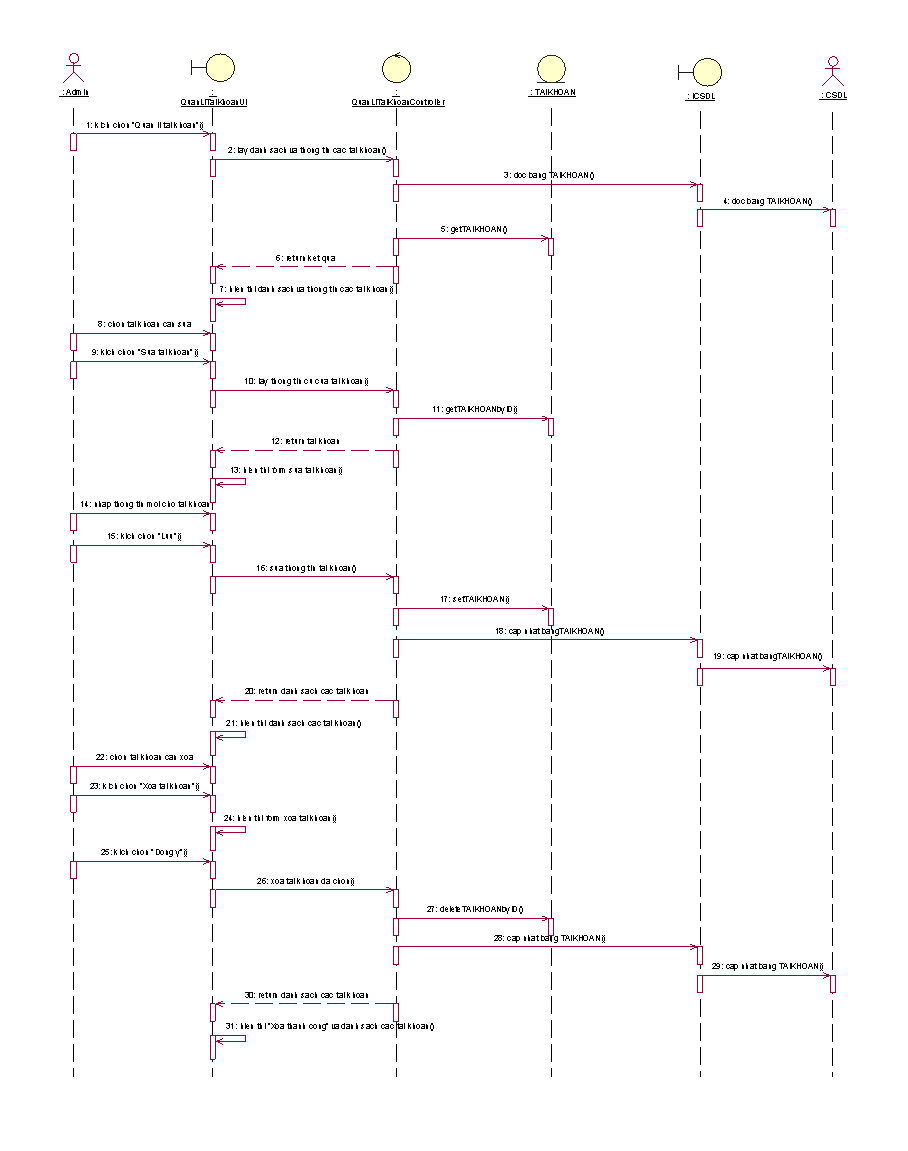 : Admin
:
QuanLiTaiKhoanUI
:
QuanLiTaiKhoanController
: TAIKHOAN
: ICSDL
: CSDL
1: kich chon "Quan li tai khoan"()
2: lay danh sach ua thong tin cac tai khoan()
3: doc bang TAIKHOAN()
4: doc bang TAIKHOAN()
5: getTAIKHOAN()
6: return ket qua
7: hien thi danh sach ua thong tin cac tai khoan()
8: chon tai khoan can sua
9: kich chon "Sua tai khoan"()
10: lay thong tin cu cua tai khoan()
11: getTAIKHOANbyID()
12: return tai khoan
13: hien thi form sua tai khoan()
14: nhap thong tin moi cho tai khoan
15: kich chon "Luu"()
16: sua thong tin tai khoan()
17: setTAIKHOAN()
18: cap nhat bangTAIKHOAN()
19: cap nhat bangTAIKHOAN()
20: return danh sach cac tai khoan
21: hien thi danh sach cac tai khoan()
22: chon tai khoan can xoa
23: kich chon "Xoa tai khoan"()
24: hien thi form xoa tai khoan()
25: kich chon "Dong y"()
26: xoa tai khoan da chon()
27: deleteTAIKHOANbyID()
28: cap nhat bang TAIKHOAN()
29: cap nhat bang TAIKHOAN()
30: return danh sach cac tai khoan
31: hien thi "Xoa thanh cong" ua danh sach cac tai khoan()